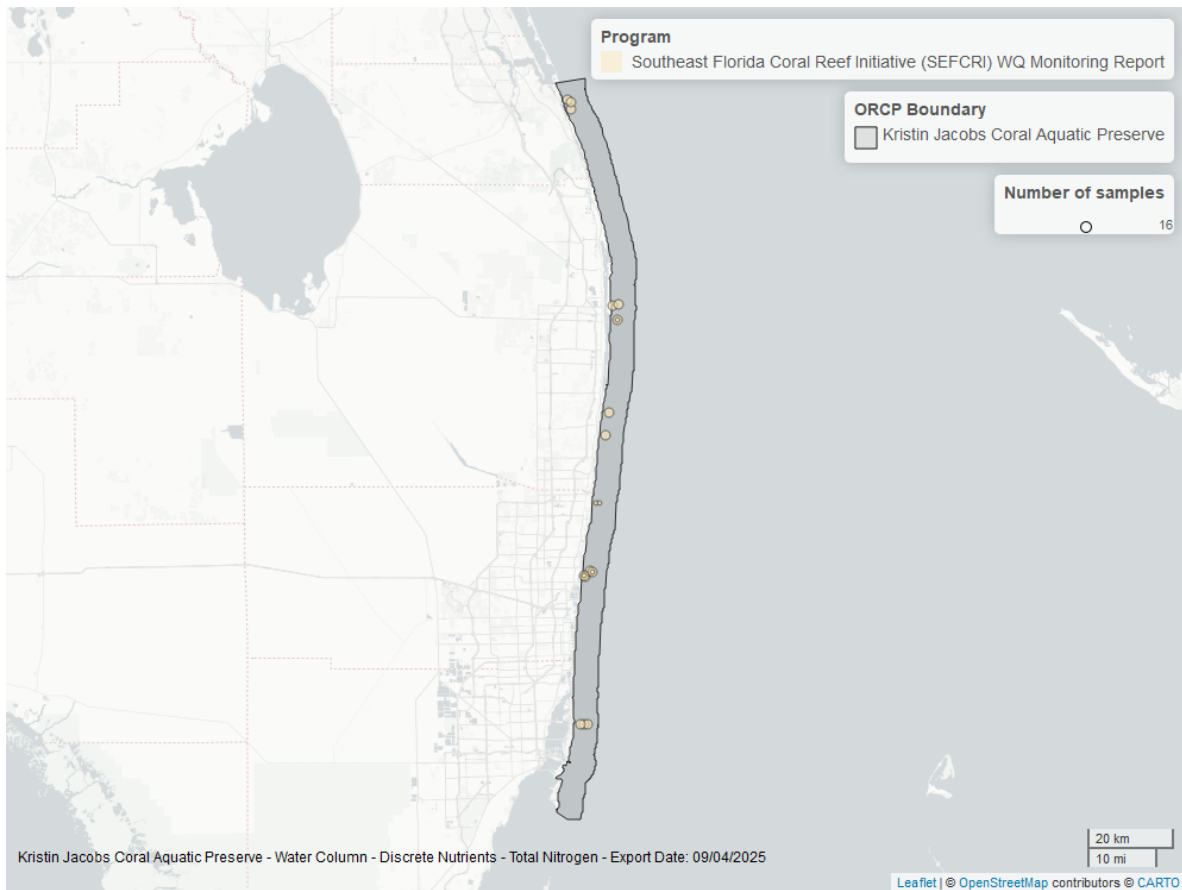 Program
Southeast Florida Coral Reef Initiative (SEFCRI) WQ Monitoring Report
ORCP Boundary
Kristin Jacobs Coral Aquatic Preserve
Number of samples
16
20 km
10 mi
Kristin Jacobs Coral Aquatic Preserve - Water Column - Discrete Nutrients - Total Nitrogen - Export Date: 09/04/2025
Leaflet | © OpenStreetMap contributors © CARTO